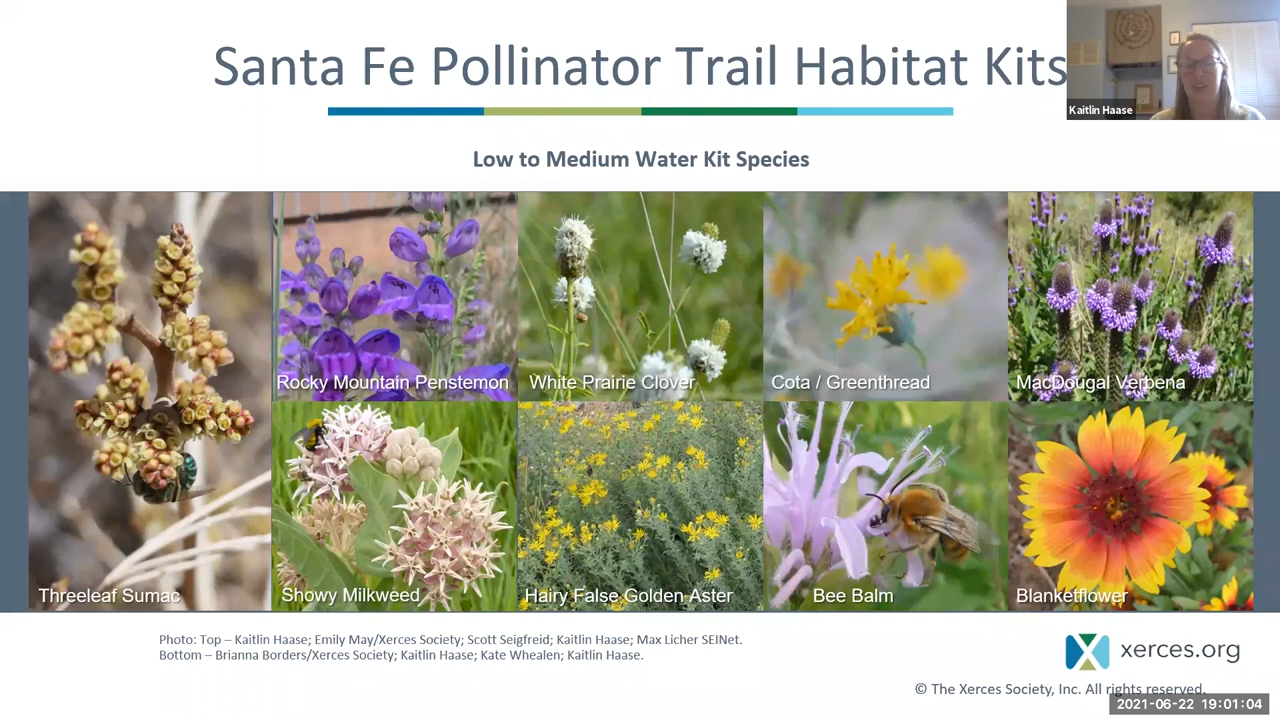 Santa Fe Pollinator Trail Habitat Kits
Kaitlin Haase
Low to Medium Water Kit Species
Rocky Mountain Penstemon
White Prairie Clover
Cota / Greenthread
MacDougal Verbena
Threeleaf Sumac
Showy Milkweed
Hairy False Golden Aster
Bee Balm
Blanketflower
Photo: Top – Kaitlin Haase; Emily May/Xerces Society; Scott Seigfreid; Kaitlin Haase; Max Licher SEINet.
Bottom – Brianna Borders/Xerces Society; Kaitlin Haase; Kate Whealen; Kaitlin Haase.
xerces.org
© The Xerces Society, Inc. All rights reserved.
2021-06-22 19:01:04